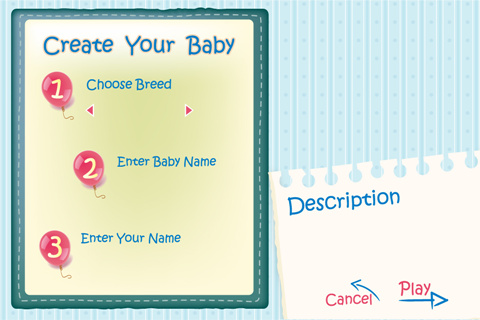 Create Your Baby
1 Choose Breed
2 Enter Baby Name
3 Enter Your Name
Description
Cancel Play